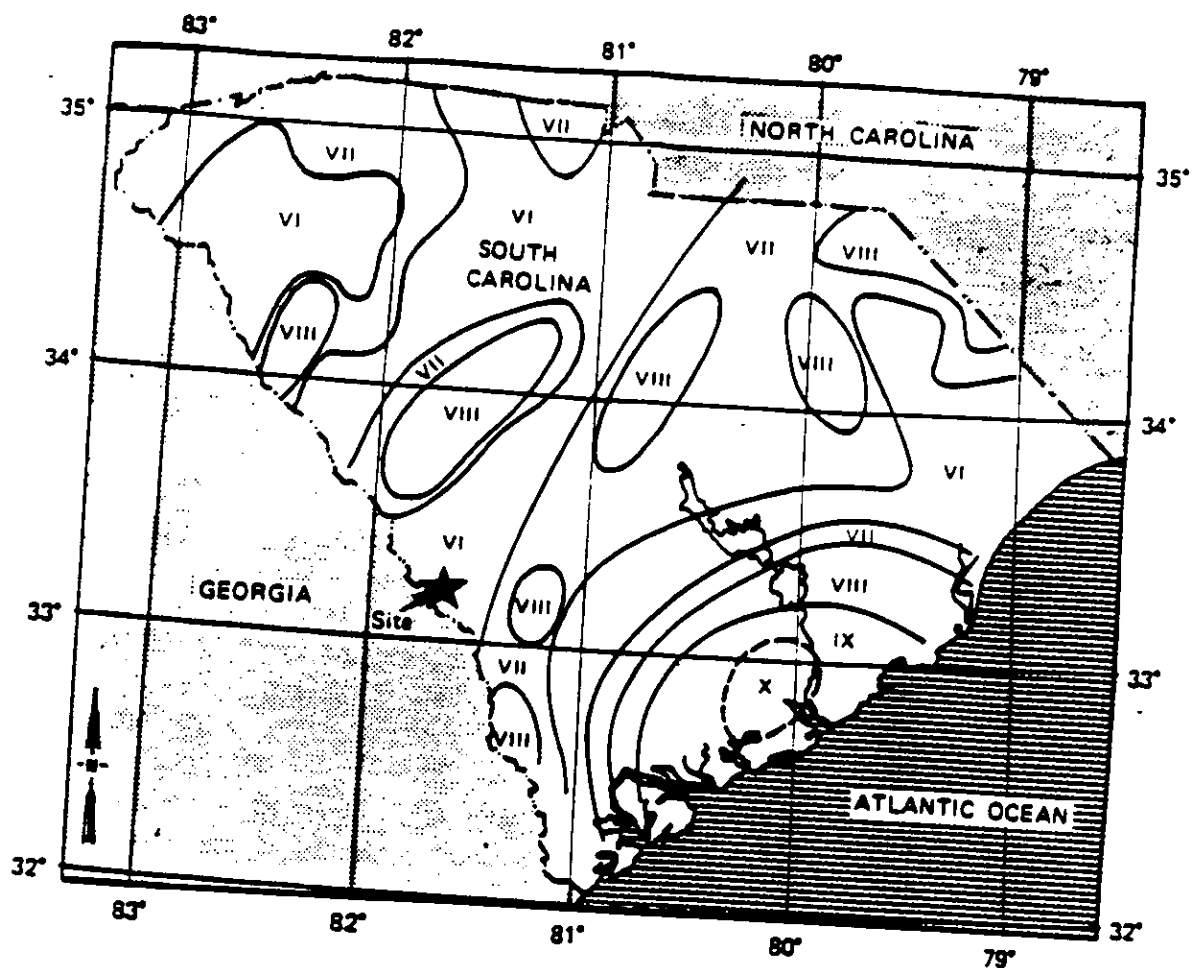 83°
82°
81°
80°
79°
35°
VII
VII
NORTH CAROLINA
35°
VI
VI
VII
VIII
SOUTH
CAROLINA
VIII
VII
VIII
VIII
34°
VIII
34°
VI
VII
VI
GEORGIA
VIII
VIII
33°
Site
IX
VII
33°
X
VIII
ATLANTIC OCEAN
32°
32°
83°
82°
81°
80°
79°